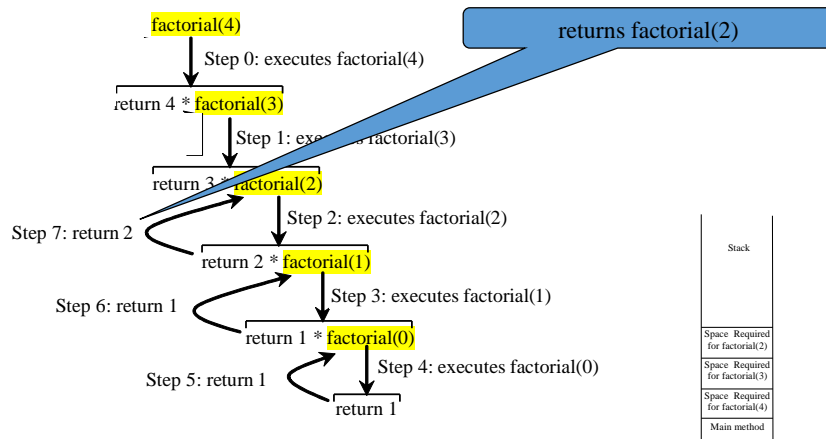 factorial(4)
returns factorial(2)
Step 0: executes factorial(4)
return 4 * factorial(3)
Step 1: executes factorial(3)
return 3 * factorial(2)
Step 2: executes factorial(2)
Step 7: return 2
return 2 * factorial(1)
Step 3: executes factorial(1)
Step 6: return 1
return 1 * factorial(0)
Step 4: executes factorial(0)
Step 5: return 1
return 1
Stack
Space Required
for factorial(2)
Space Required
for factorial(3)
Space Required
for factorial(4)
Main method